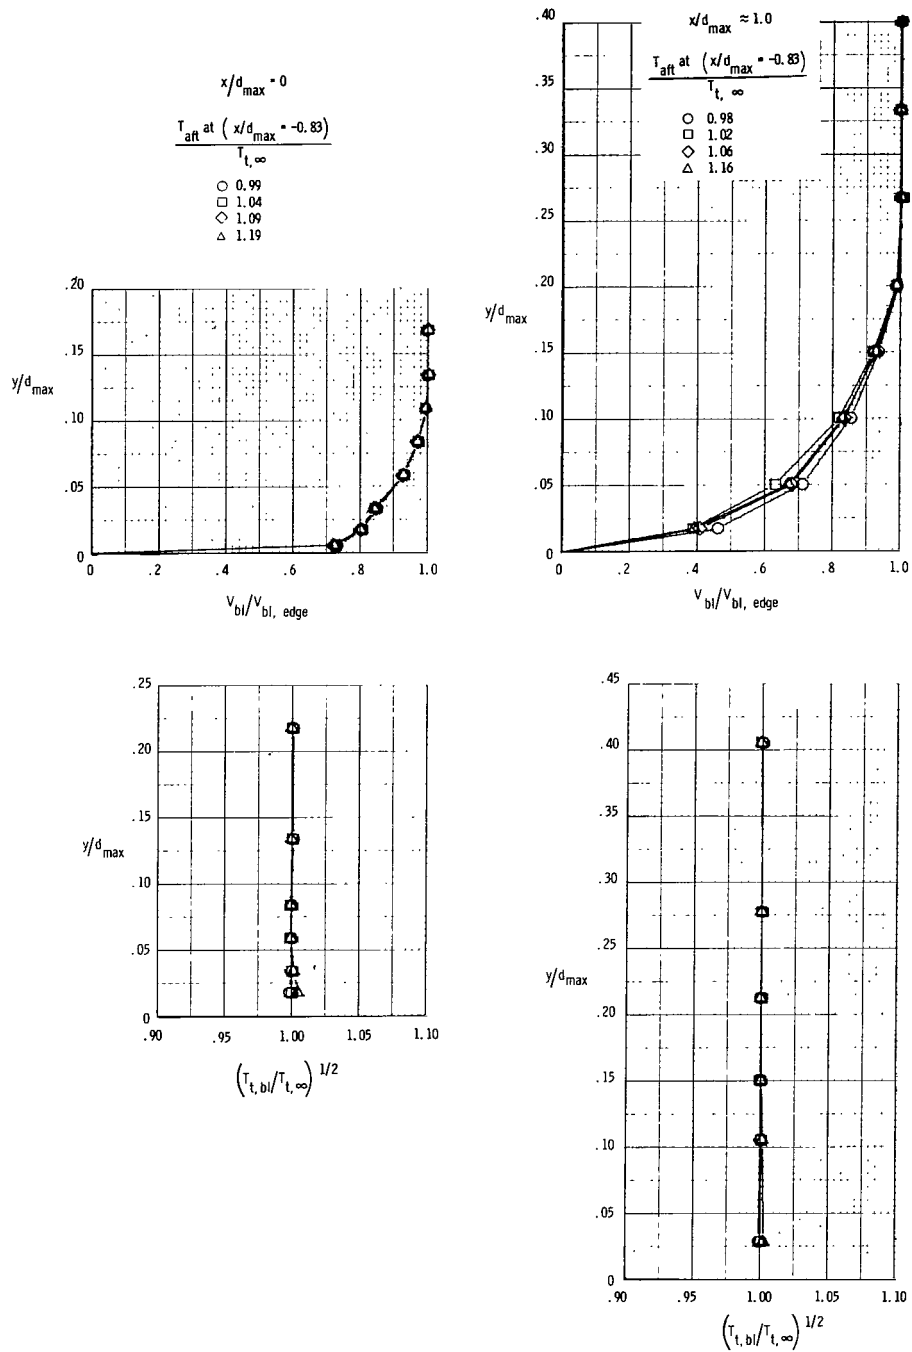 x/d_max = 0
T_aft at ( x/d_max = -0.83)
T_t, ∞
○ 0.99
□ 1.04
◇ 1.09
△ 1.19
.20
.15
y/d_max
.10
.05
0
0 .2 .4 .6 .8 1.0
V_bl/V_bl, edge
x/d_max ≈ 1.0
T_aft at (x/d_max = -0.83)
T_t, ∞
○ 0.98
□ 1.02
◇ 1.06
△ 1.16
.40
.35
.30
.25
.20
y/d_max
.15
.10
.05
0
0 .2 .4 .6 .8 1.0
V_bl/V_bl, edge
.25
.20
.15
y/d_max
.10
.05
0
.90 .95 1.00 1.05 1.10
(T_t, bl/T_t, ∞)^1/2
.45
.40
.35
.30
.25
y/d_max
.20
.15
.10
.05
0
.90 .95 1.00 1.05 1.10
(T_t, bl/T_t, ∞)^1/2